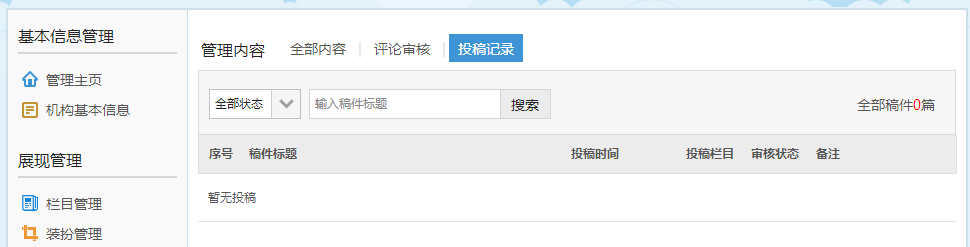 基本信息管理
管理主页
机构基本信息
展现管理
栏目管理
装扮管理
管理内容 全部内容 评论审核 投稿记录
全部状态 输入稿件标题 搜索 全部稿件0篇
序号 稿件标题 投稿时间 投稿栏目 审核状态 备注
暂无投稿